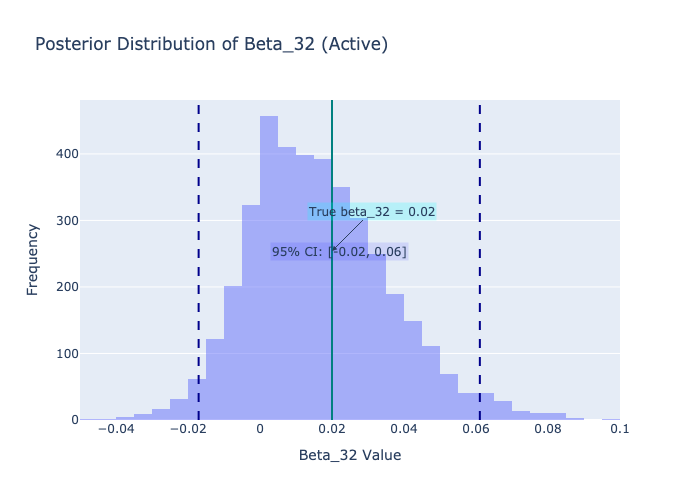 Posterior Distribution of Beta_32 (Active)
400
300
200
100
0
Frequency
True beta_32 = 0.02
95% CI: [-0.02, 0.06]
−0.04 −0.02 0 0.02 0.04 0.06 0.08 0.1
Beta_32 Value